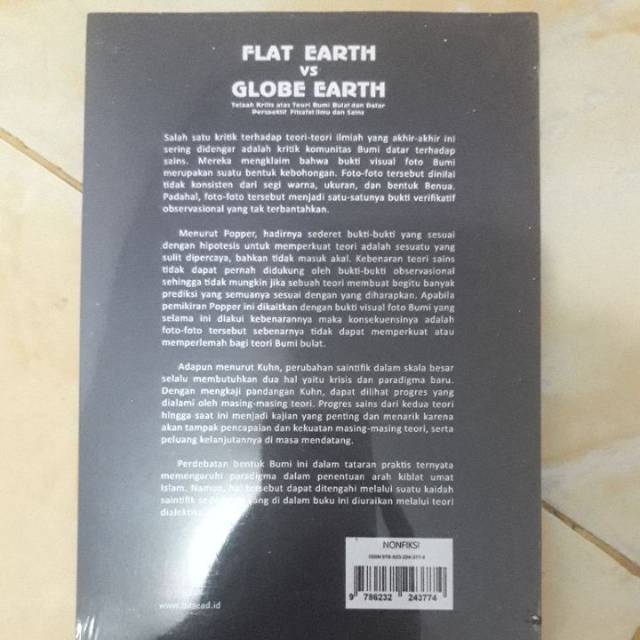 FLAT EARTH
VS
GLOBE EARTH
Telaah Kritis atas Teori Bumi Bulat dan Datar
Perspektif Filsafat Ilmu dan Sains
Salah satu kritik terhadap teori-teori ilmiah yang akhir-akhir ini
sering didengar adalah kritik komunitas Bumi datar terhadap
sains. Mereka mengklaim bahwa bukti visual foto Bumi
merupakan suatu bentuk kebohongan. Foto-foto tersebut dinilai
tidak konsisten dari segi warna, ukuran, dan bentuk Benua.
Padahal, foto-foto tersebut menjadi satu-satunya bukti verifikatif
observasional yang tak terbantahkan.
Menurut Popper, hadirnya sederet bukti-bukti yang sesuai
dengan hipotesis untuk memperkuat teori adalah sesuatu yang
sulit dipercaya, bahkan tidak masuk akal. Kebenaran teori sains
tidak dapat pernah didukung oleh bukti-bukti observasional
sehingga tidak mungkin jika sebuah teori membuat begitu banyak
prediksi yang semuanya sesuai dengan yang diharapkan. Apabila
pemikiran Popper ini dikaitkan dengan bukti visual foto Bumi yang
selama ini diakui kebenarannya maka konsekuensinya adalah
foto-foto tersebut sebenarnya tidak dapat memperkuat atau
memperlemah bagi teori Bumi bulat.
Adapun menurut Kuhn, perubahan saintifik dalam skala besar
selalu membutuhkan dua hal yaitu krisis dan paradigma baru.
Dengan mengkaji pandangan Kuhn, dapat dilihat progres yang
dialami oleh masing-masing teori. Progres sains dari kedua teori
hingga saat ini menjadi kajian yang penting dan menarik karena
akan tampak pencapaian dan kekuatan masing-masing teori, serta
peluang kelanjutannya di masa mendatang.
Perdebatan bentuk Bumi ini dalam tataran praktis ternyata
memengaruhi paradigma dalam penentuan arah kiblat umat
Islam. Namun, hal tersebut dapat ditengahi melalui suatu kaidah
saintifik yang di dalam buku ini diuraikan melalui teori
dialektika
NONFIKSI
9 786232 243774